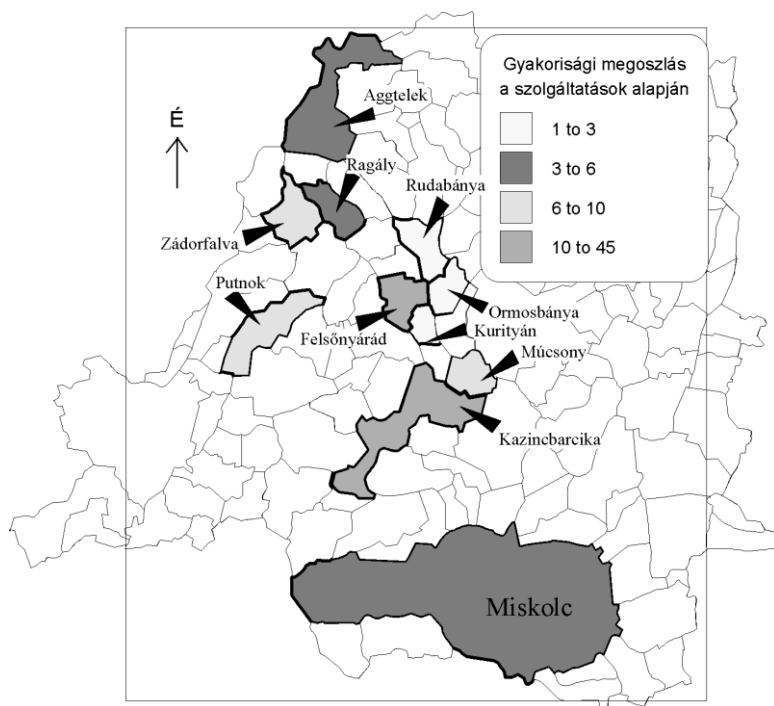 Gyakorisági megoszlás
a szolgáltatások alapján
1 to 3
3 to 6
6 to 10
10 to 45
É
Aggtelek
Ragály
Rudabánya
Zádorfalva
Putnok
Ormosbánya
Felsőnyárád
Kurityán
Múcsony
Kazincbarcika
Miskolc